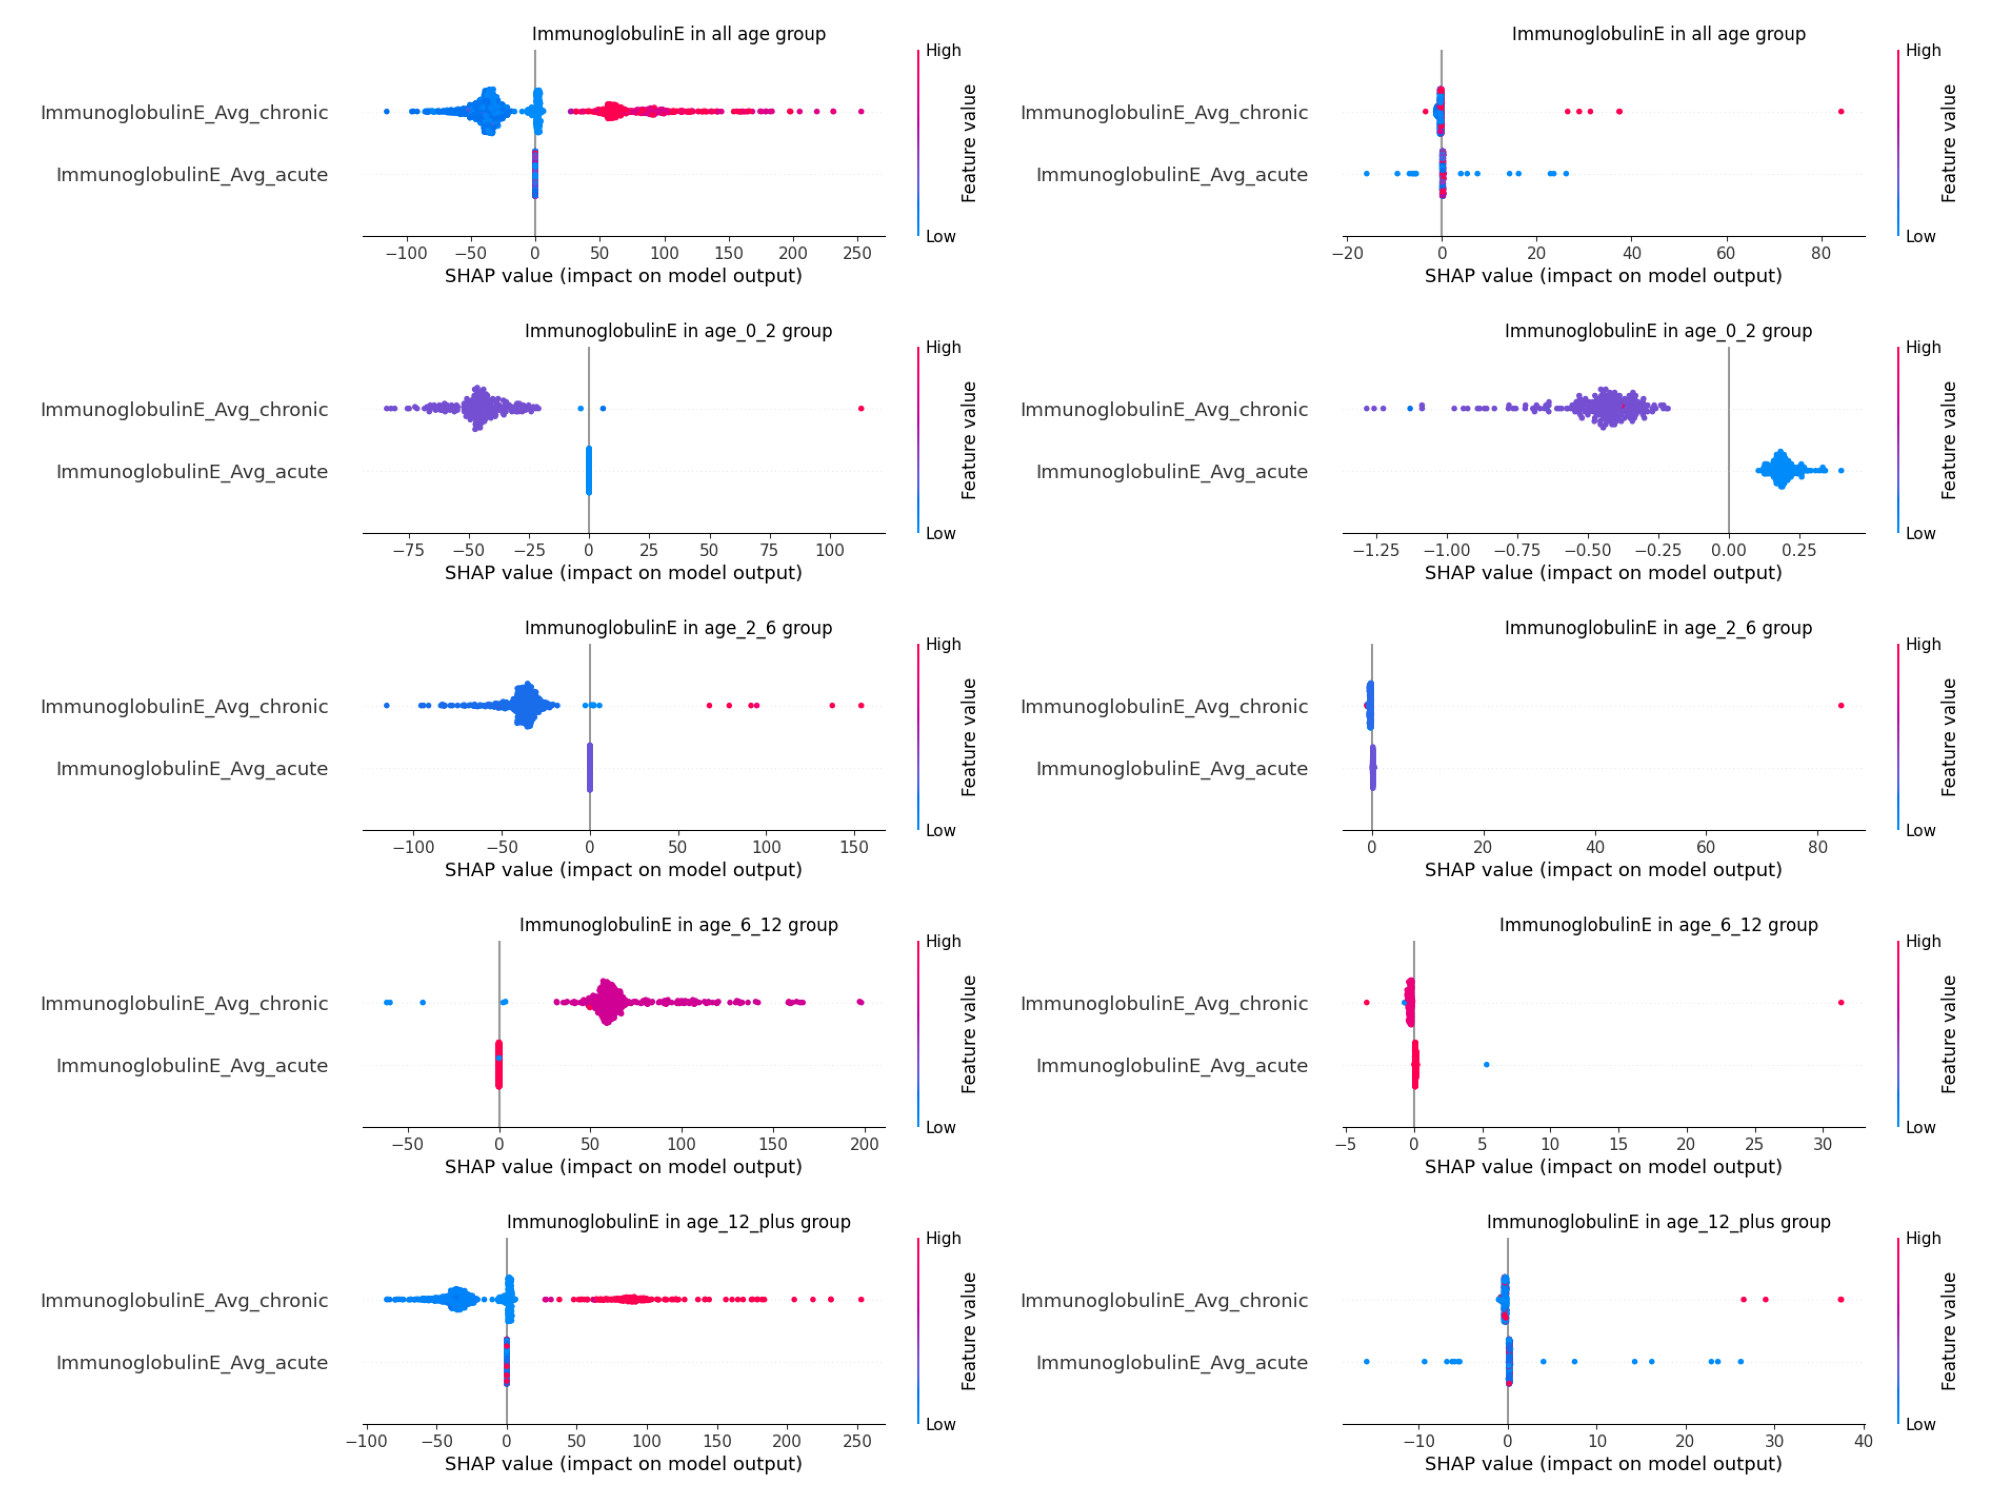 ImmunoglobulinE in all age group
High
ImmunoglobulinE_Avg_chronic
ImmunoglobulinE_Avg_acute
Feature value
Low
−100 −50 0 50 100 150 200 250
SHAP value (impact on model output)
ImmunoglobulinE in all age group
High
ImmunoglobulinE_Avg_chronic
ImmunoglobulinE_Avg_acute
Feature value
Low
−20 0 20 40 60 80
SHAP value (impact on model output)
ImmunoglobulinE in age_0_2 group
High
ImmunoglobulinE_Avg_chronic
ImmunoglobulinE_Avg_acute
Feature value
Low
−75 −50 −25 0 25 50 75 100
SHAP value (impact on model output)
ImmunoglobulinE in age_0_2 group
High
ImmunoglobulinE_Avg_chronic
ImmunoglobulinE_Avg_acute
Feature value
Low
−1.25 −1.00 −0.75 −0.50 −0.25 0.00 0.25
SHAP value (impact on model output)
ImmunoglobulinE in age_2_6 group
High
ImmunoglobulinE_Avg_chronic
ImmunoglobulinE_Avg_acute
Feature value
Low
−100 −50 0 50 100 150
SHAP value (impact on model output)
ImmunoglobulinE in age_2_6 group
High
ImmunoglobulinE_Avg_chronic
ImmunoglobulinE_Avg_acute
Feature value
Low
0 20 40 60 80
SHAP value (impact on model output)
ImmunoglobulinE in age_6_12 group
High
ImmunoglobulinE_Avg_chronic
ImmunoglobulinE_Avg_acute
Feature value
Low
−50 0 50 100 150 200
SHAP value (impact on model output)
ImmunoglobulinE in age_6_12 group
High
ImmunoglobulinE_Avg_chronic
ImmunoglobulinE_Avg_acute
Feature value
Low
−5 0 5 10 15 20 25 30
SHAP value (impact on model output)
ImmunoglobulinE in age_12_plus group
High
ImmunoglobulinE_Avg_chronic
ImmunoglobulinE_Avg_acute
Feature value
Low
−100 −50 0 50 100 150 200 250
SHAP value (impact on model output)
ImmunoglobulinE in age_12_plus group
High
ImmunoglobulinE_Avg_chronic
ImmunoglobulinE_Avg_acute
Feature value
Low
−10 0 10 20 30 40
SHAP value (impact on model output)